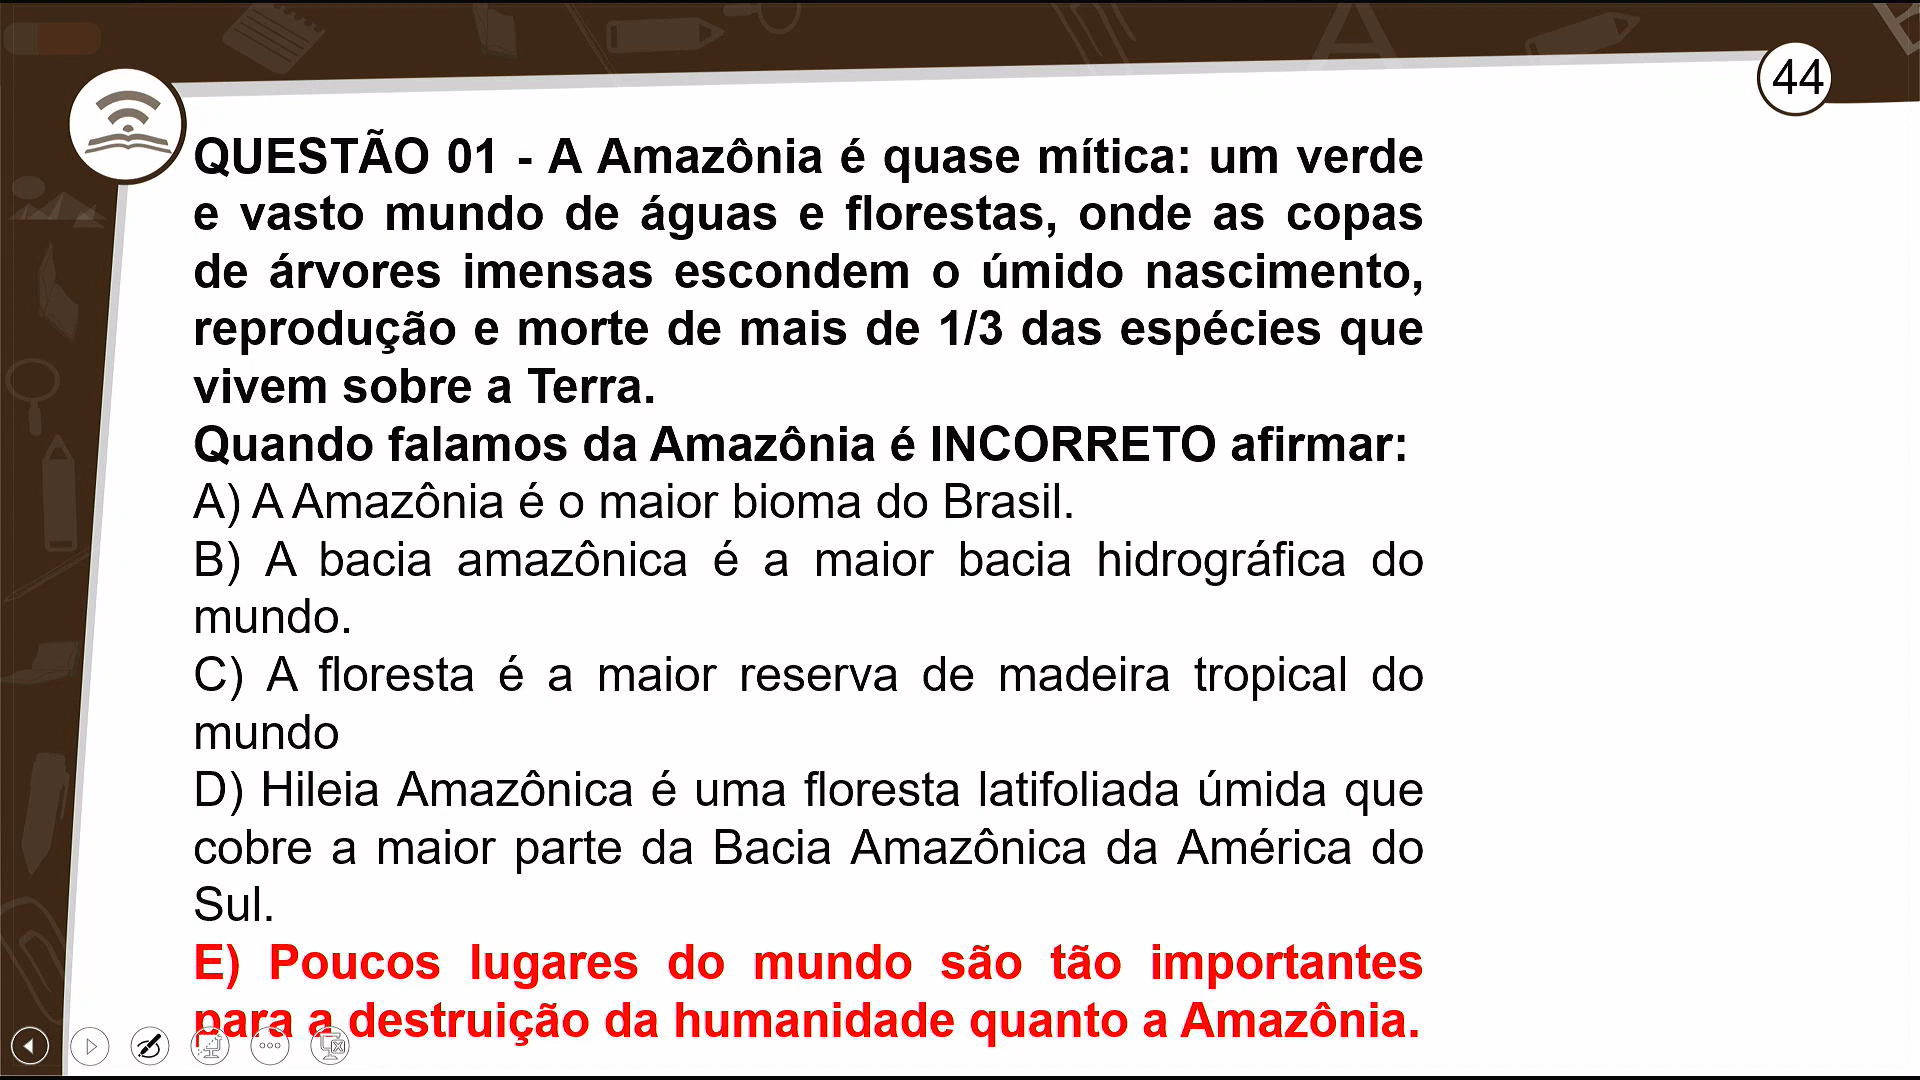 44
QUESTÃO 01 - A Amazônia é quase mítica: um verde
e vasto mundo de águas e florestas, onde as copas
de árvores imensas escondem o úmido nascimento,
reprodução e morte de mais de 1/3 das espécies que
vivem sobre a Terra.
Quando falamos da Amazônia é INCORRETO afirmar:
A) A Amazônia é o maior bioma do Brasil.
B) A bacia amazônica é a maior bacia hidrográfica do
mundo.
C) A floresta é a maior reserva de madeira tropical do
mundo
D) Hileia Amazônica é uma floresta latifoliada úmida que
cobre a maior parte da Bacia Amazônica da América do
Sul.
E) Poucos lugares do mundo são tão importantes
para a destruição da humanidade quanto a Amazônia.